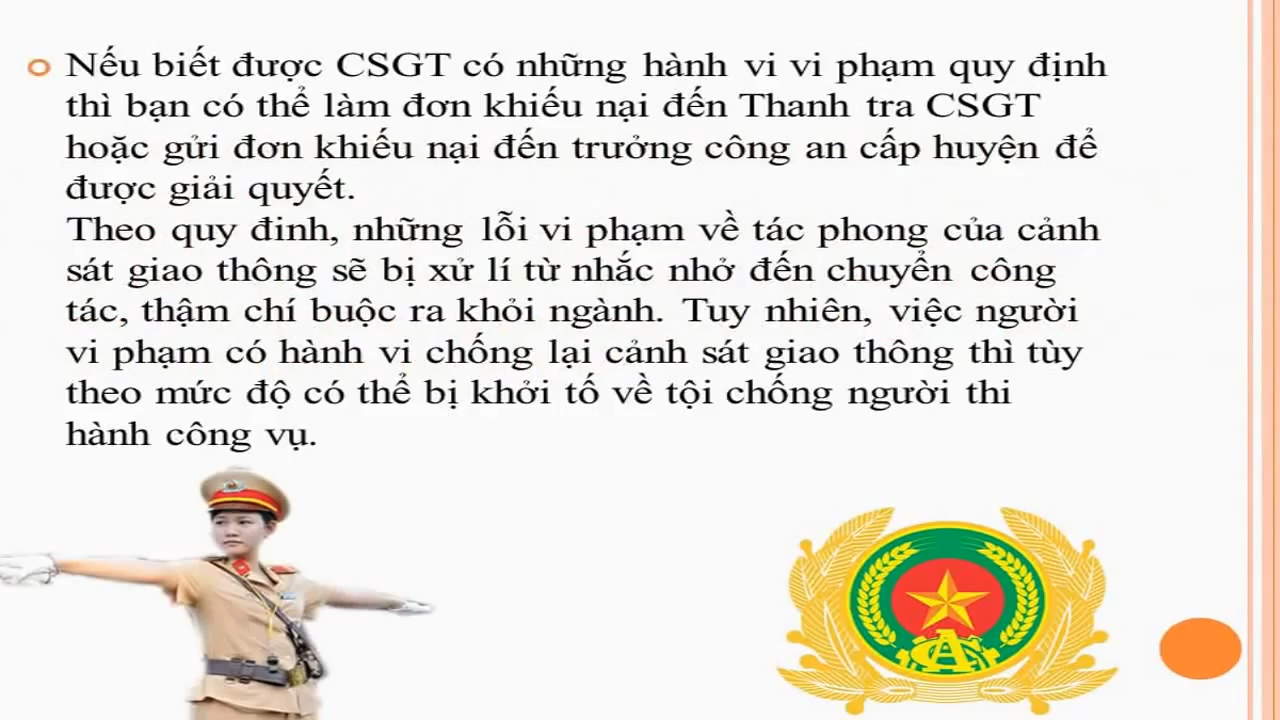 Nếu biết được CSGT có những hành vi vi phạm quy định
thì bạn có thể làm đơn khiếu nại đến Thanh tra CSGT
hoặc gửi đơn khiếu nại đến trưởng công an cấp huyện để
được giải quyết.
Theo quy đinh, những lỗi vi phạm về tác phong của cảnh
sát giao thông sẽ bị xử lí từ nhắc nhở đến chuyển công
tác, thậm chí buộc ra khỏi ngành. Tuy nhiên, việc người
vi phạm có hành vi chống lại cảnh sát giao thông thì tùy
theo mức độ có thể bị khởi tố về tội chống người thi
hành công vụ.
CA